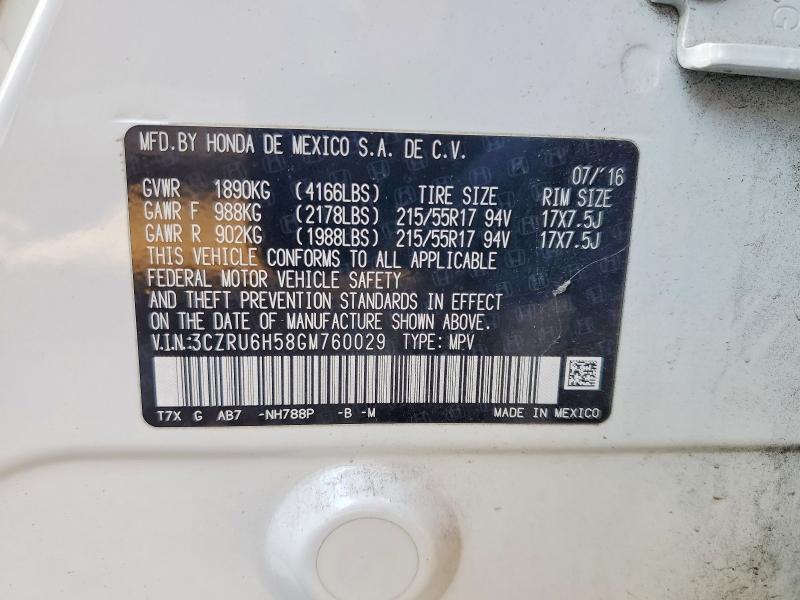 MFD.BY HONDA DE MEXICO S.A. DE C.V.
07/'16
GVWR 1890KG (4166LBS) TIRE SIZE RIM SIZE
GAWR F 988KG (2178LBS) 215/55R17 94V 17X7.5J
GAWR R 902KG (1988LBS) 215/55R17 94V 17X7.5J
THIS VEHICLE CONFORMS TO ALL APPLICABLE
FEDERAL MOTOR VEHICLE SAFETY
AND THEFT PREVENTION STANDARDS IN EFFECT
ON THE DATE OF MANUFACTURE SHOWN ABOVE.
V.I.N.:3CZRU6H58GM760029 TYPE: MPV
T7X G AB7 -NH788P -B -M MADE IN MEXICO